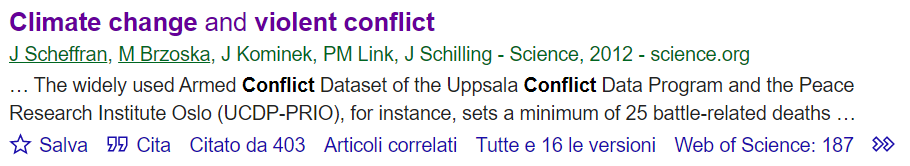 Climate change and violent conflict
J Scheffran, M Brzoska, J Kominek, PM Link, J Schilling - Science, 2012 - science.org
… The widely used Armed Conflict Dataset of the Uppsala Conflict Data Program and the Peace
Research Institute Oslo (UCDP-PRIO), for instance, sets a minimum of 25 battle-related deaths …
Salva Cita Citato da 403 Articoli correlati Tutte e 16 le versioni Web of Science: 187